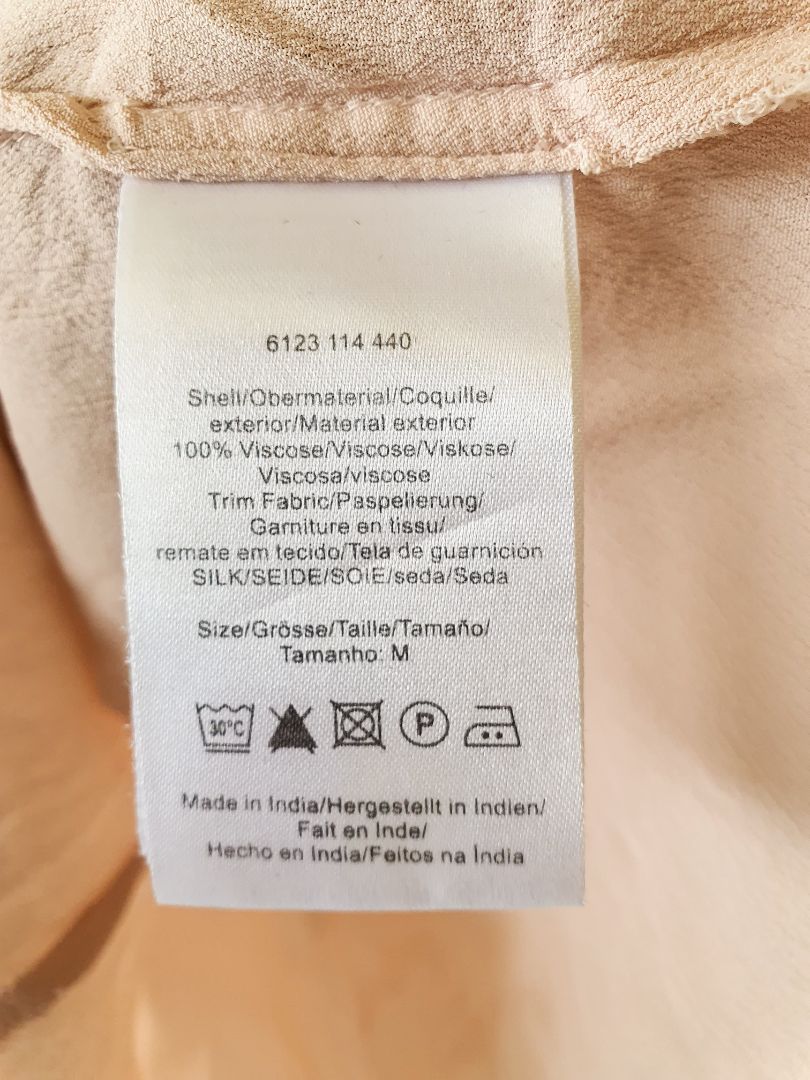 6123 114 440
Shell/Obermaterial/Coquille/
exterior/Material exterior
100% Viscose/Viscose/Viskose/
Viscosa/viscose
Trim Fabric/Paspelierung/
Garniture en tissu/
remate em tecido/Tela de guarnición
SILK/SEIDE/SOIE/seda/Seda
Size/Grösse/Taille/Tamaño/
Tamanho: M
30°C P
Made in India/Hergestellt in Indien/
Fait en Inde/
Hecho en India/Feitos na Índia